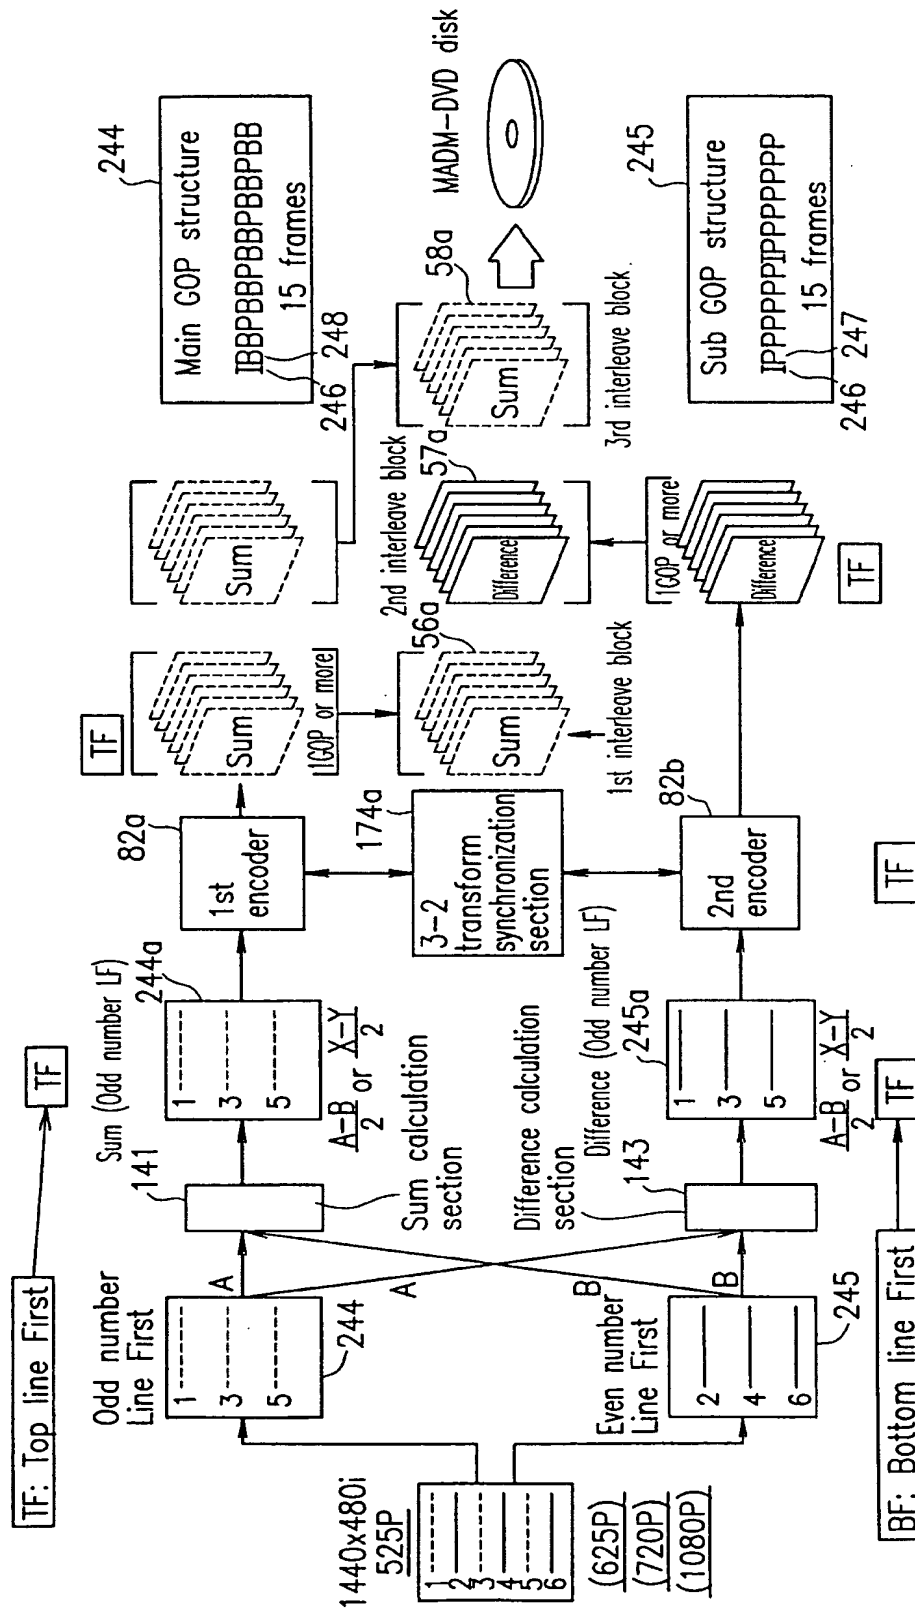 TF: Top line First
TF
1440x480i
525P
1
2
3
4
5
6
(625P)
(720P)
(1080P)
Odd number
Line First
1
3
5
244
Even number
Line First
2
4
6
245
A
A
B
B
141
Sum calculation
section
Difference calculation
section
143
Sum (Odd number LF)
244a
1
3
5
A-B/2 or X-Y/2
Difference (Odd number LF)
245a
1
3
5
A-B/2 or X-Y/2
BF: Bottom line First
TF
TF
82a
1st
encoder
174a
3-2
transform
synchronization
section
82b
2nd
encoder
TF
Sum
1GOP or more
Sum
56a
Sum
1st interleave block
2nd interleave block
57a
Difference
1GOP or more
Difference
TF
58a
Sum
3rd interleave block
MADM-DVD disk
244
Main GOP structure
IBBPBBPBBPBBPBB
15 frames
246
248
245
Sub GOP structure
IPPPPPPIPPPPPPP
15 frames
246
247